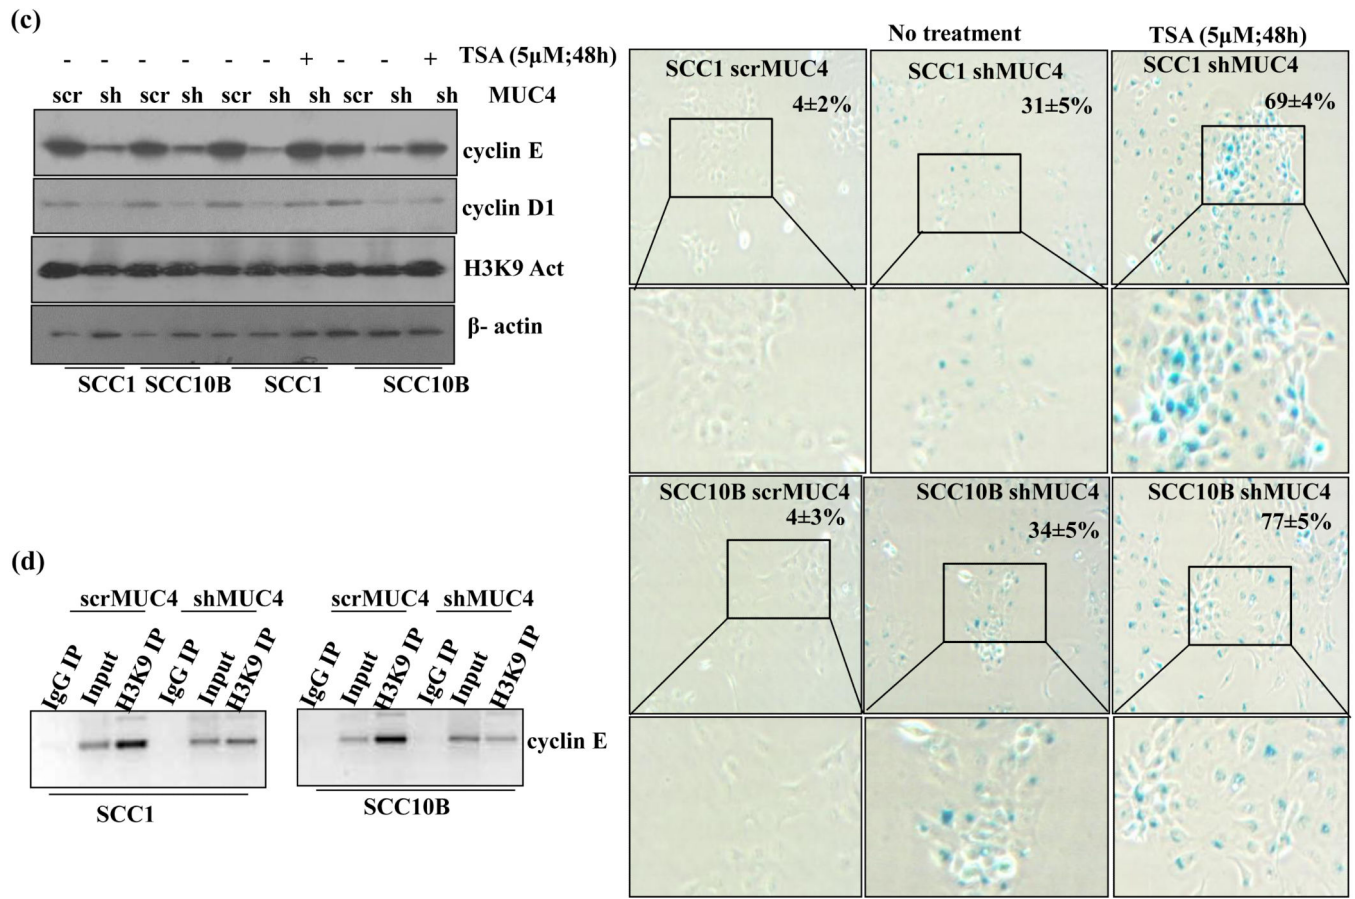 (c)
- - - - - - + - - + TSA (5μM;48h)
scr sh scr sh scr sh sh scr sh sh MUC4
cyclin E
cyclin D1
H3K9 Act
β- actin
SCC1 SCC10B SCC1 SCC10B
No treatment
TSA (5μM;48h)
SCC1 scrMUC4
4±2%
SCC1 shMUC4
31±5%
SCC1 shMUC4
69±4%
SCC10B scrMUC4
4±3%
SCC10B shMUC4
34±5%
SCC10B shMUC4
77±5%
(d)
scrMUC4 shMUC4
IgG IP Input H3K9 IP IgG IP Input H3K9 IP
SCC1
scrMUC4 shMUC4
IgG IP Input H3K9 IP IgG IP Input H3K9 IP
cyclin E
SCC10B